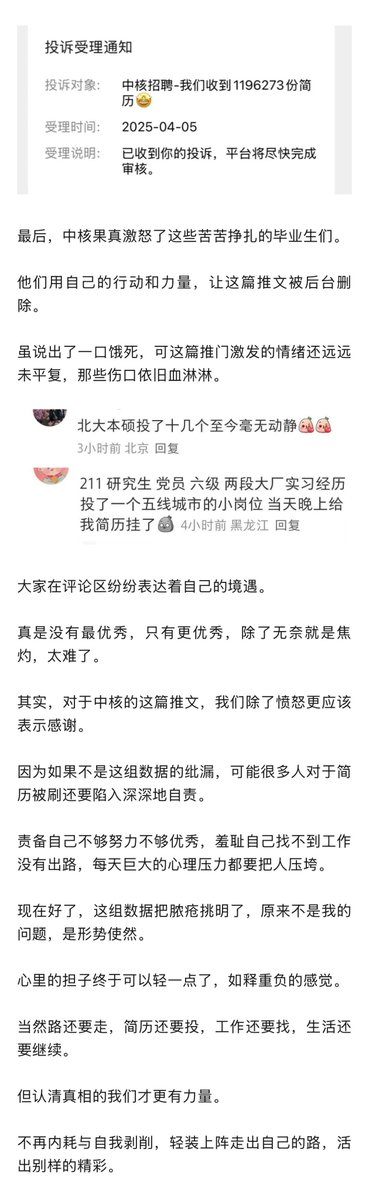 投诉受理通知
投诉对象: 中核招聘-我们收到1196273份简
历🤩
受理时间: 2025-04-05
受理说明: 已收到你的投诉，平台将尽快完成
审核。
最后，中核果真激怒了这些苦苦挣扎的毕业生们。
他们用自己的行动和力量，让这篇推文被后台删
除。
虽说出了一口饿死，可这篇推门激发的情绪还远远
未平复，那些伤口依旧血淋淋。
北大本硕投了十几个至今毫无动静
3小时前 北京 回复
211 研究生 党员 六级 两段大厂实习经历
投了一个五线城市的小岗位 当天晚上给
我简历挂了 4小时前 黑龙江 回复
大家在评论区纷纷表达着自己的境遇。
真是没有最优秀，只有更优秀，除了无奈就是焦
灼，太难了。
其实，对于中核的这篇推文，我们除了愤怒更应该
表示感谢。
因为如果不是这组数据的纰漏，可能很多人对于简
历被刷还要陷入深深地自责。
责备自己不够努力不够优秀，羞耻自己找不到工作
没有出路，每天巨大的心理压力都要把人压垮。
现在好了，这组数据把脓疮挑明了，原来不是我的
问题，是形势使然。
心里的担子终于可以轻一点了，如释重负的感觉。
当然路还要走，简历还要投，工作还要找，生活还
要继续。
但认清真相的我们才更有力量。
不再内耗与自我剥削，轻装上阵走出自己的路，活
出别样的精彩。